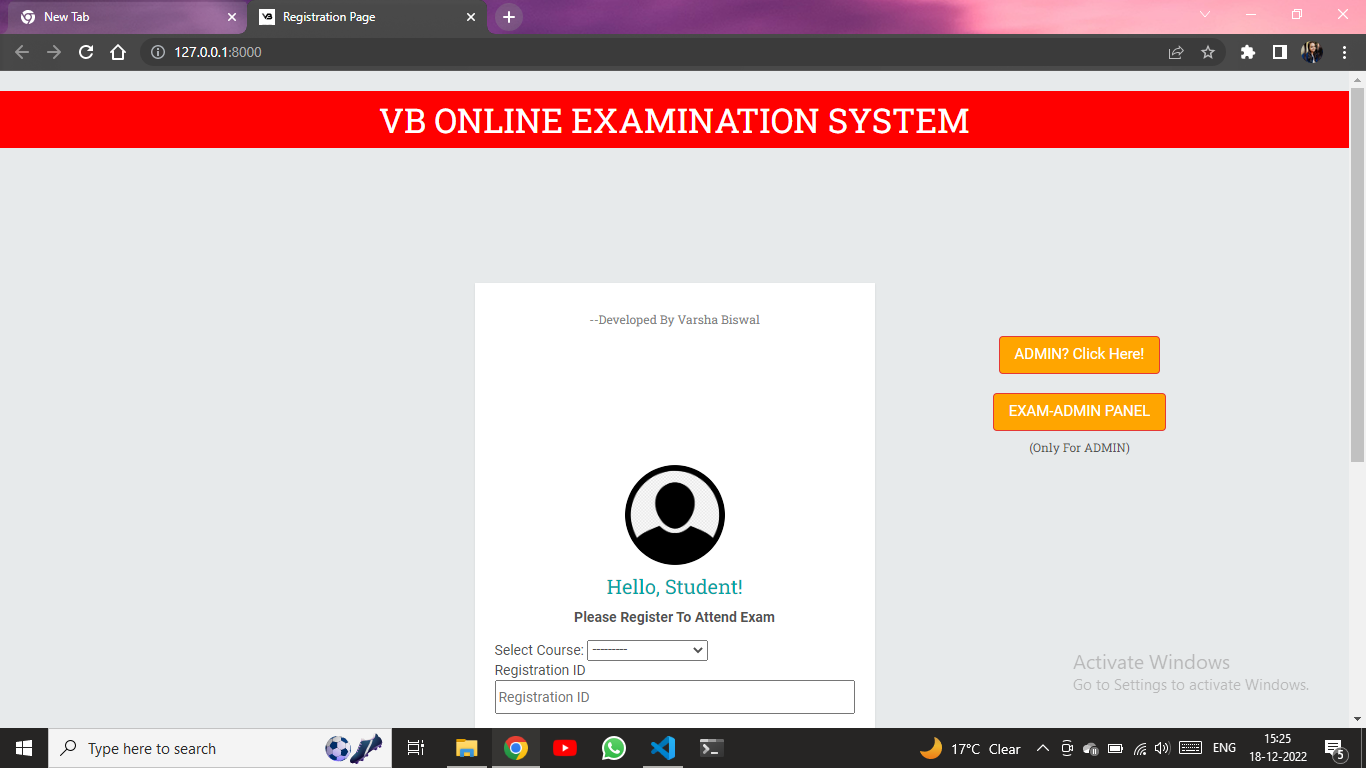 New Tab
VB Registration Page
127.0.0.1:8000
VB ONLINE EXAMINATION SYSTEM
--Developed By Varsha Biswal
ADMIN? Click Here!
EXAM-ADMIN PANEL
(Only For ADMIN)
Hello, Student!
Please Register To Attend Exam
Select Course: ---------
Registration ID
Registration ID
Activate Windows
Go to Settings to activate Windows.
Type here to search
17°C Clear
ENG
15:25
18-12-2022
5